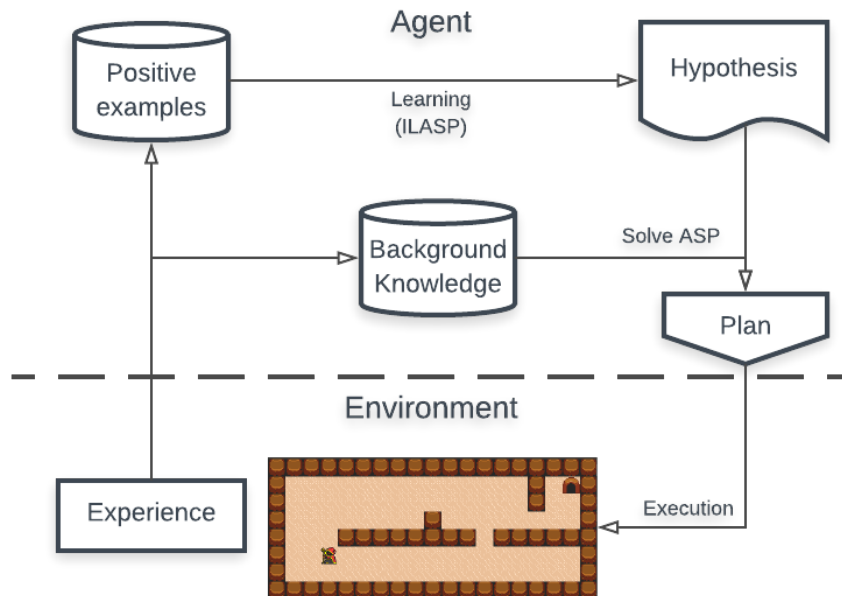 Agent
Positive
examples
Hypothesis
Learning
(ILASP)
Background
Knowledge
Solve ASP
Plan
Environment
Experience
Execution